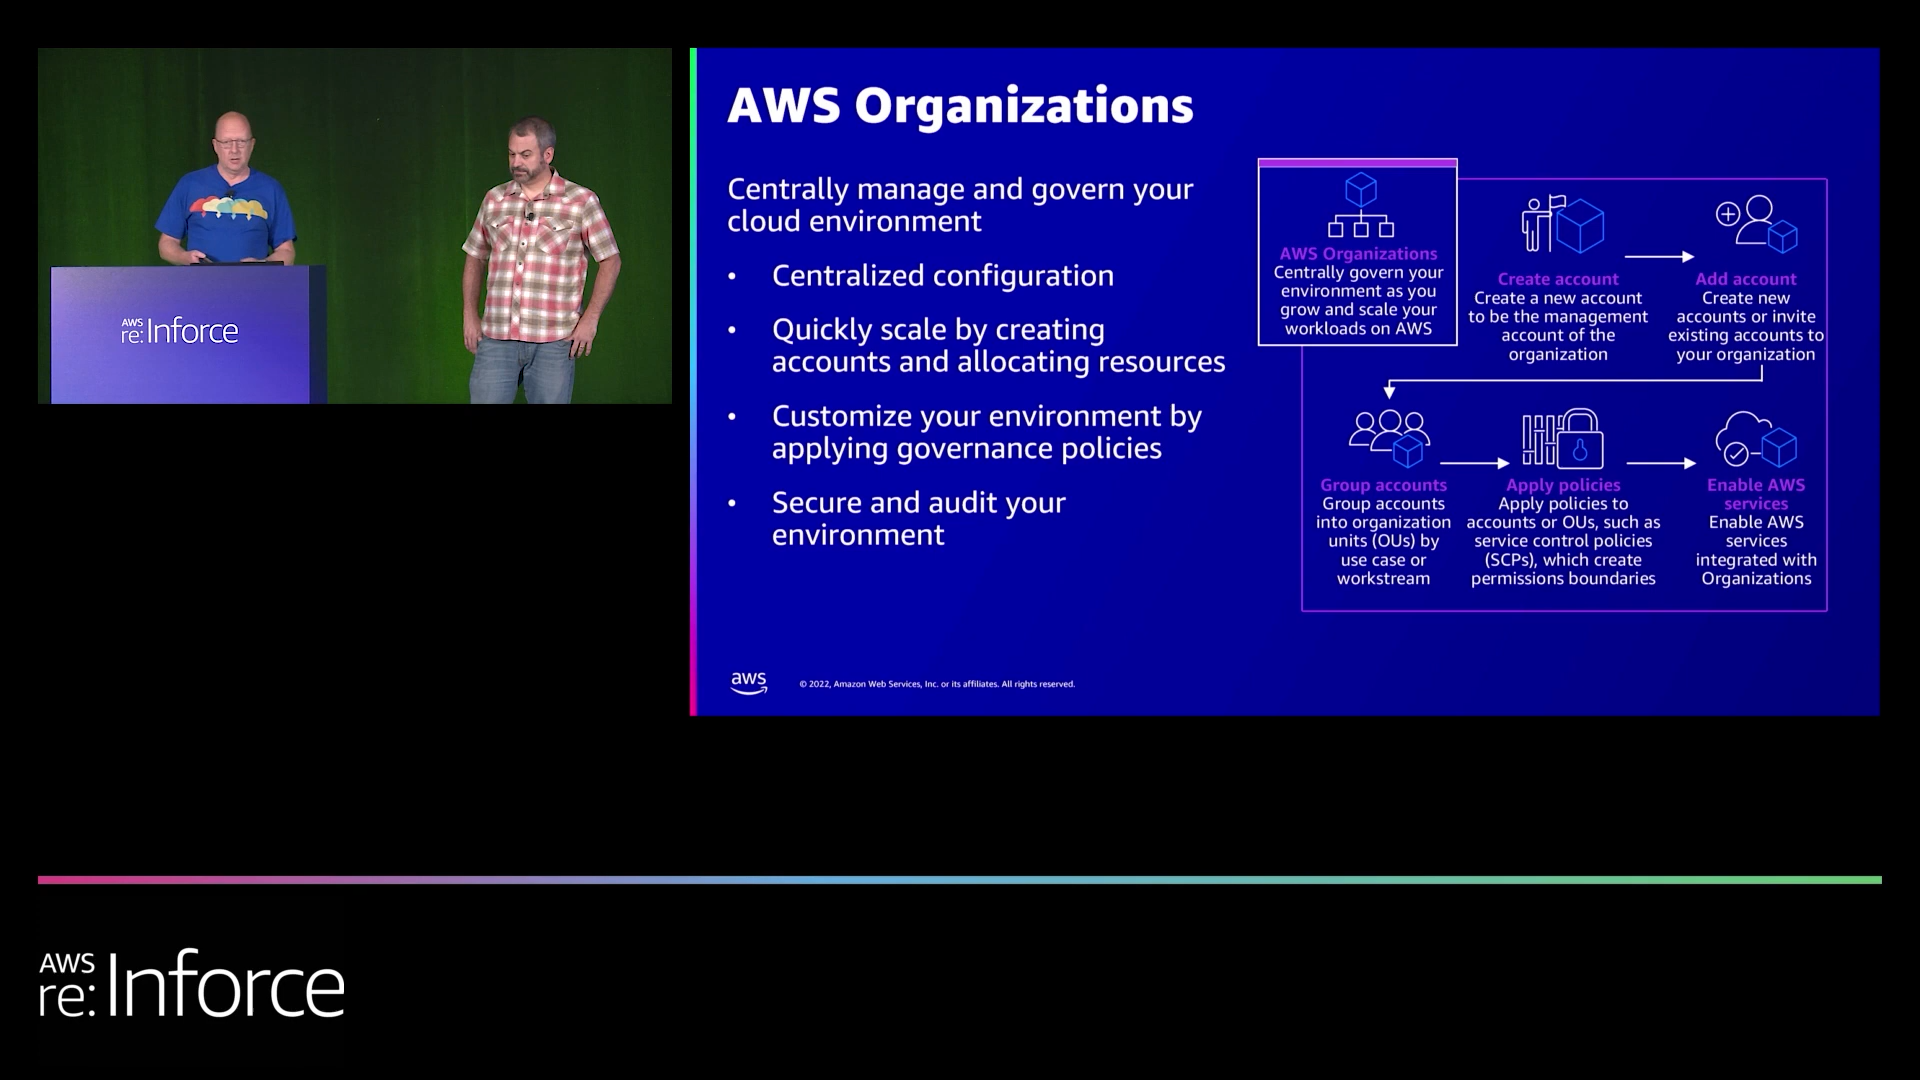 AWS
re:Inforce
AWS Organizations
Centrally manage and govern your
cloud environment
• Centralized configuration
• Quickly scale by creating
accounts and allocating resources
• Customize your environment by
applying governance policies
• Secure and audit your
environment
AWS Organizations
Centrally govern your
environment as you
grow and scale your
workloads on AWS
Create account
Create a new account
to be the management
account of the
organization
Add account
Create new
accounts or invite
existing accounts to
your organization
Group accounts
Group accounts
into organization
units (OUs) by
use case or
workstream
Apply policies
Apply policies to
accounts or OUs, such as
service control policies
(SCPs), which create
permissions boundaries
Enable AWS
services
Enable AWS
services
integrated with
Organizations
aws
© 2022, Amazon Web Services, Inc. or its affiliates. All rights reserved.
AWS
re:Inforce